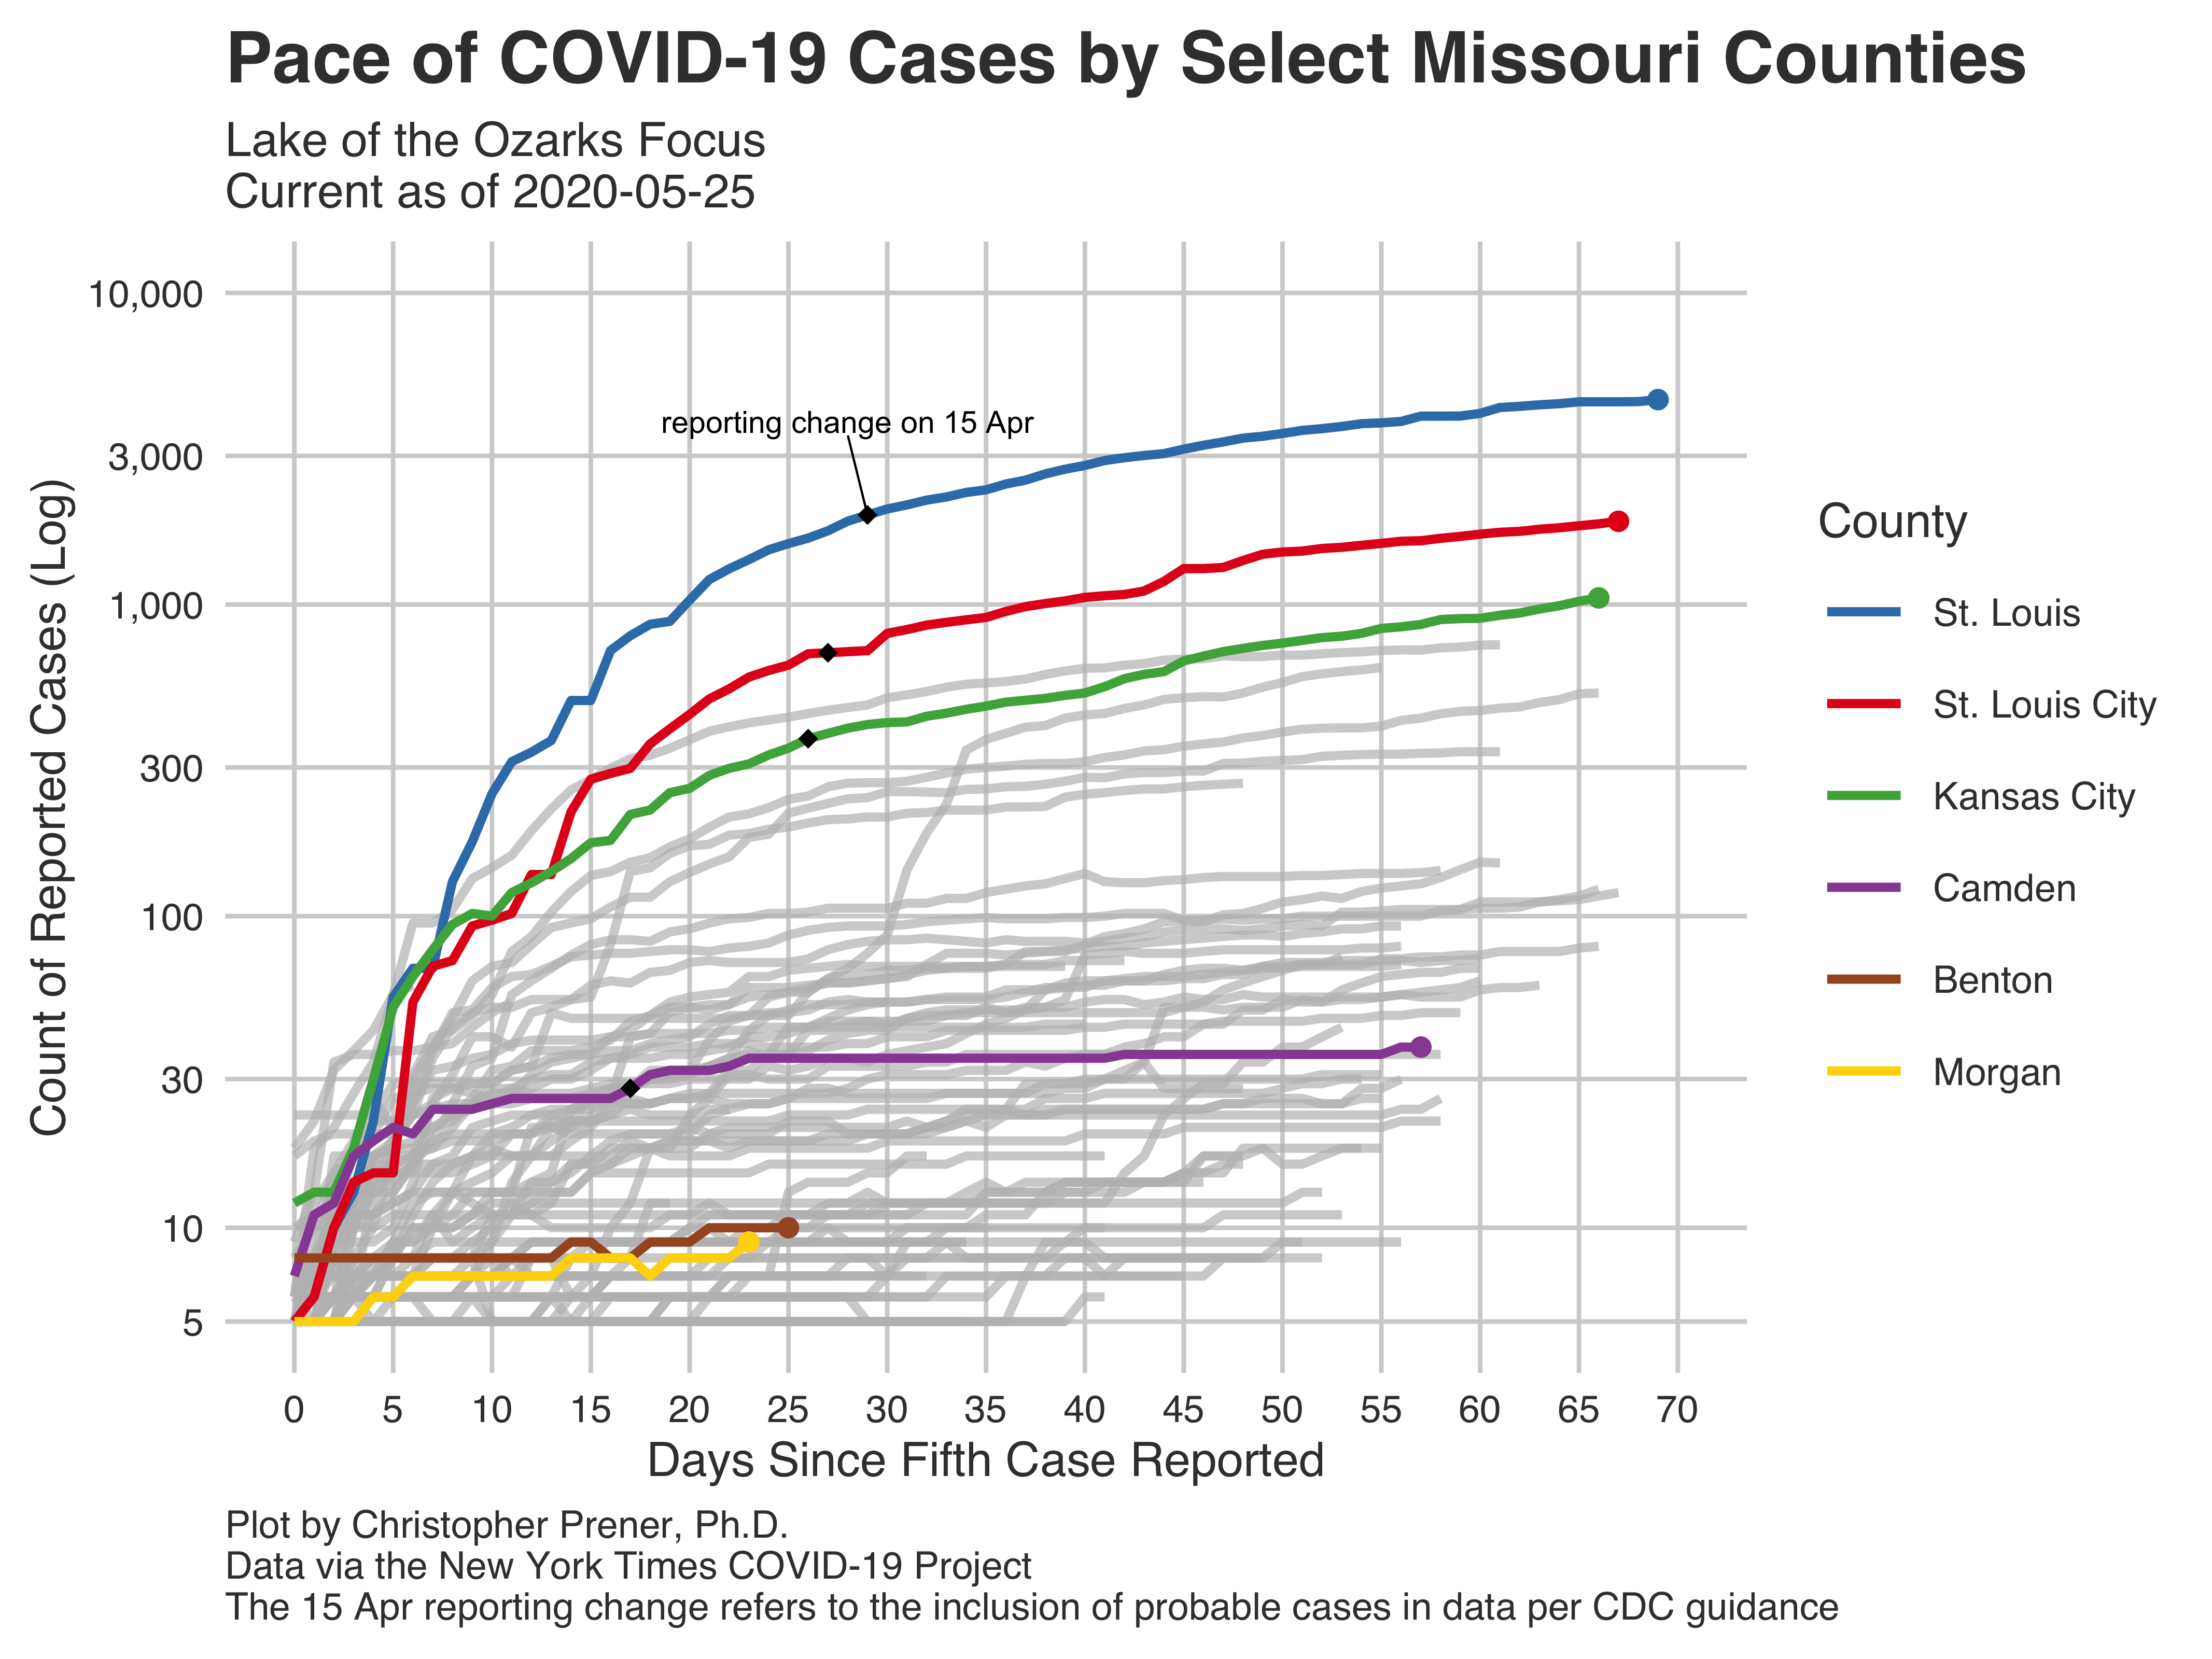 Pace of COVID-19 Cases by Select Missouri Counties
Lake of the Ozarks Focus
Current as of 2020-05-25
Count of Reported Cases (Log)
10,000
3,000
1,000
300
100
30
10
5
reporting change on 15 Apr
0 5 10 15 20 25 30 35 40 45 50 55 60 65 70
Days Since Fifth Case Reported
County
St. Louis
St. Louis City
Kansas City
Camden
Benton
Morgan
Plot by Christopher Prener, Ph.D.
Data via the New York Times COVID-19 Project
The 15 Apr reporting change refers to the inclusion of probable cases in data per CDC guidance